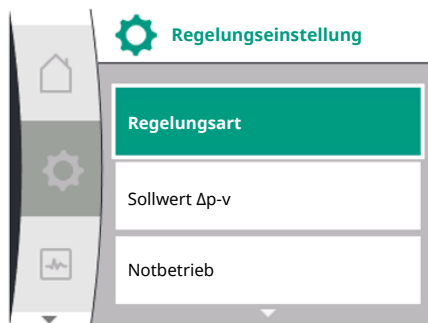 Regelungseinstellung
Regelungsart
Sollwert Δp-v
Notbetrieb